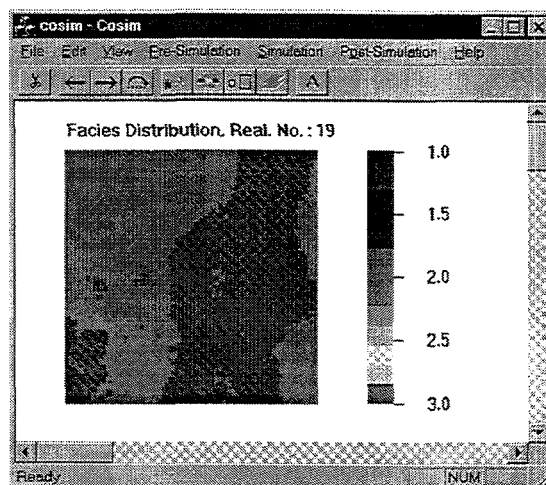 cosim - Cosim
File Edit View Pre-Simulation Simulation Post-Simulation Help
A
Facies Distribution, Real. No. : 19
1.0
1.5
2.0
2.5
3.0
Ready
NUM